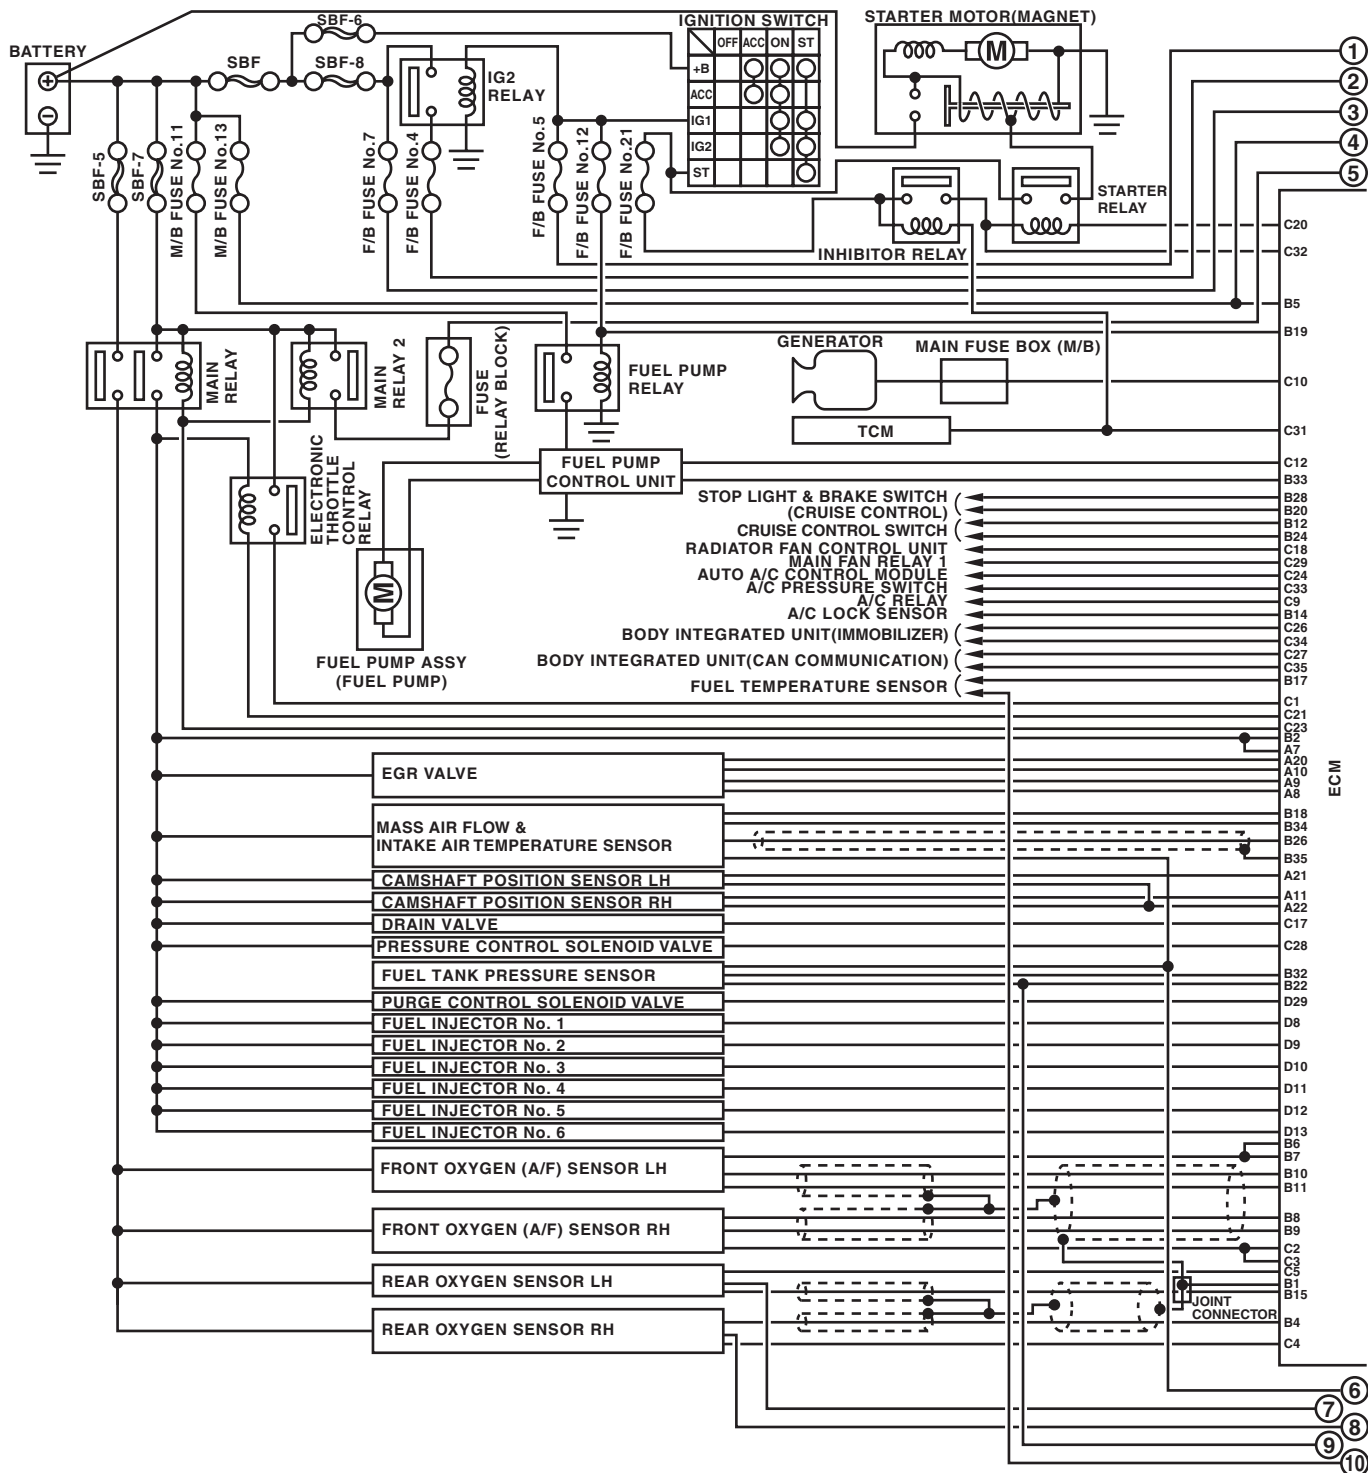 SBF-6
IGNITION SWITCH
STARTER MOTOR(MAGNET)
BATTERY
OFF ACC ON ST
+B
ACC
IG1
IG2
ST
M
SBF
SBF-8
IG2
RELAY
1
2
3
4
5
SBF-5
SBF-7
M/B FUSE No.11
M/B FUSE No.13
F/B FUSE No.7
F/B FUSE No.4
F/B FUSE No.5
F/B FUSE No.12
F/B FUSE No.21
STARTER
RELAY
INHIBITOR RELAY
C20
C32
B5
B19
MAIN
RELAY
MAIN
RELAY 2
FUSE
(RELAY BLOCK)
FUEL PUMP
RELAY
GENERATOR
MAIN FUSE BOX (M/B)
C10
TCM
C31
ELECTRONIC
THROTTLE
CONTROL
RELAY
FUEL PUMP
CONTROL UNIT
C12
B33
M
FUEL PUMP ASSY
(FUEL PUMP)
STOP LIGHT & BRAKE SWITCH
(CRUISE CONTROL)
CRUISE CONTROL SWITCH
RADIATOR FAN CONTROL UNIT
MAIN FAN RELAY 1
AUTO A/C CONTROL MODULE
A/C PRESSURE SWITCH
A/C RELAY
A/C LOCK SENSOR
BODY INTEGRATED UNIT(IMMOBILIZER)
BODY INTEGRATED UNIT(CAN COMMUNICATION)
FUEL TEMPERATURE SENSOR
B28
B20
B12
B24
C18
C29
C24
C33
C9
B14
C26
C34
C27
C35
B17
C1
C21
C23
B2
A7
ECM
EGR VALVE
A20
A10
A9
A8
MASS AIR FLOW &
INTAKE AIR TEMPERATURE SENSOR
B18
B34
B26
B35
CAMSHAFT POSITION SENSOR LH
A21
CAMSHAFT POSITION SENSOR RH
A11
A22
DRAIN VALVE
C17
PRESSURE CONTROL SOLENOID VALVE
C28
FUEL TANK PRESSURE SENSOR
B32
B22
PURGE CONTROL SOLENOID VALVE
D29
FUEL INJECTOR No. 1
D8
FUEL INJECTOR No. 2
D9
FUEL INJECTOR No. 3
D10
FUEL INJECTOR No. 4
D11
FUEL INJECTOR No. 5
D12
FUEL INJECTOR No. 6
D13
B6
B7
FRONT OXYGEN (A/F) SENSOR LH
B10
B11
FRONT OXYGEN (A/F) SENSOR RH
B8
B9
C2
C3
REAR OXYGEN SENSOR LH
C5
B1
B15
JOINT
CONNECTOR
REAR OXYGEN SENSOR RH
B4
C4
6
7
8
9
10